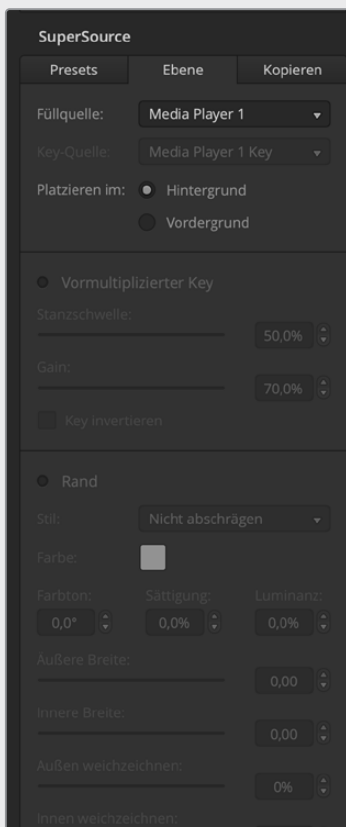 SuperSource
Presets Ebene Kopieren
Füllquelle: Media Player 1
Key-Quelle: Media Player 1 Key
Platzieren im: Hintergrund
Vordergrund
Vormultiplizierter Key
Stanzschwelle:
50,0%
Gain:
70,0%
Key invertieren
Rand
Stil: Nicht abschrägen
Farbe:
Farbton: Sättigung: Luminanz:
0,0° 0,0% 0,0%
Äußere Breite:
0,00
Innere Breite:
0,00
Außen weichzeichnen:
0%
Innen weichzeichnen: